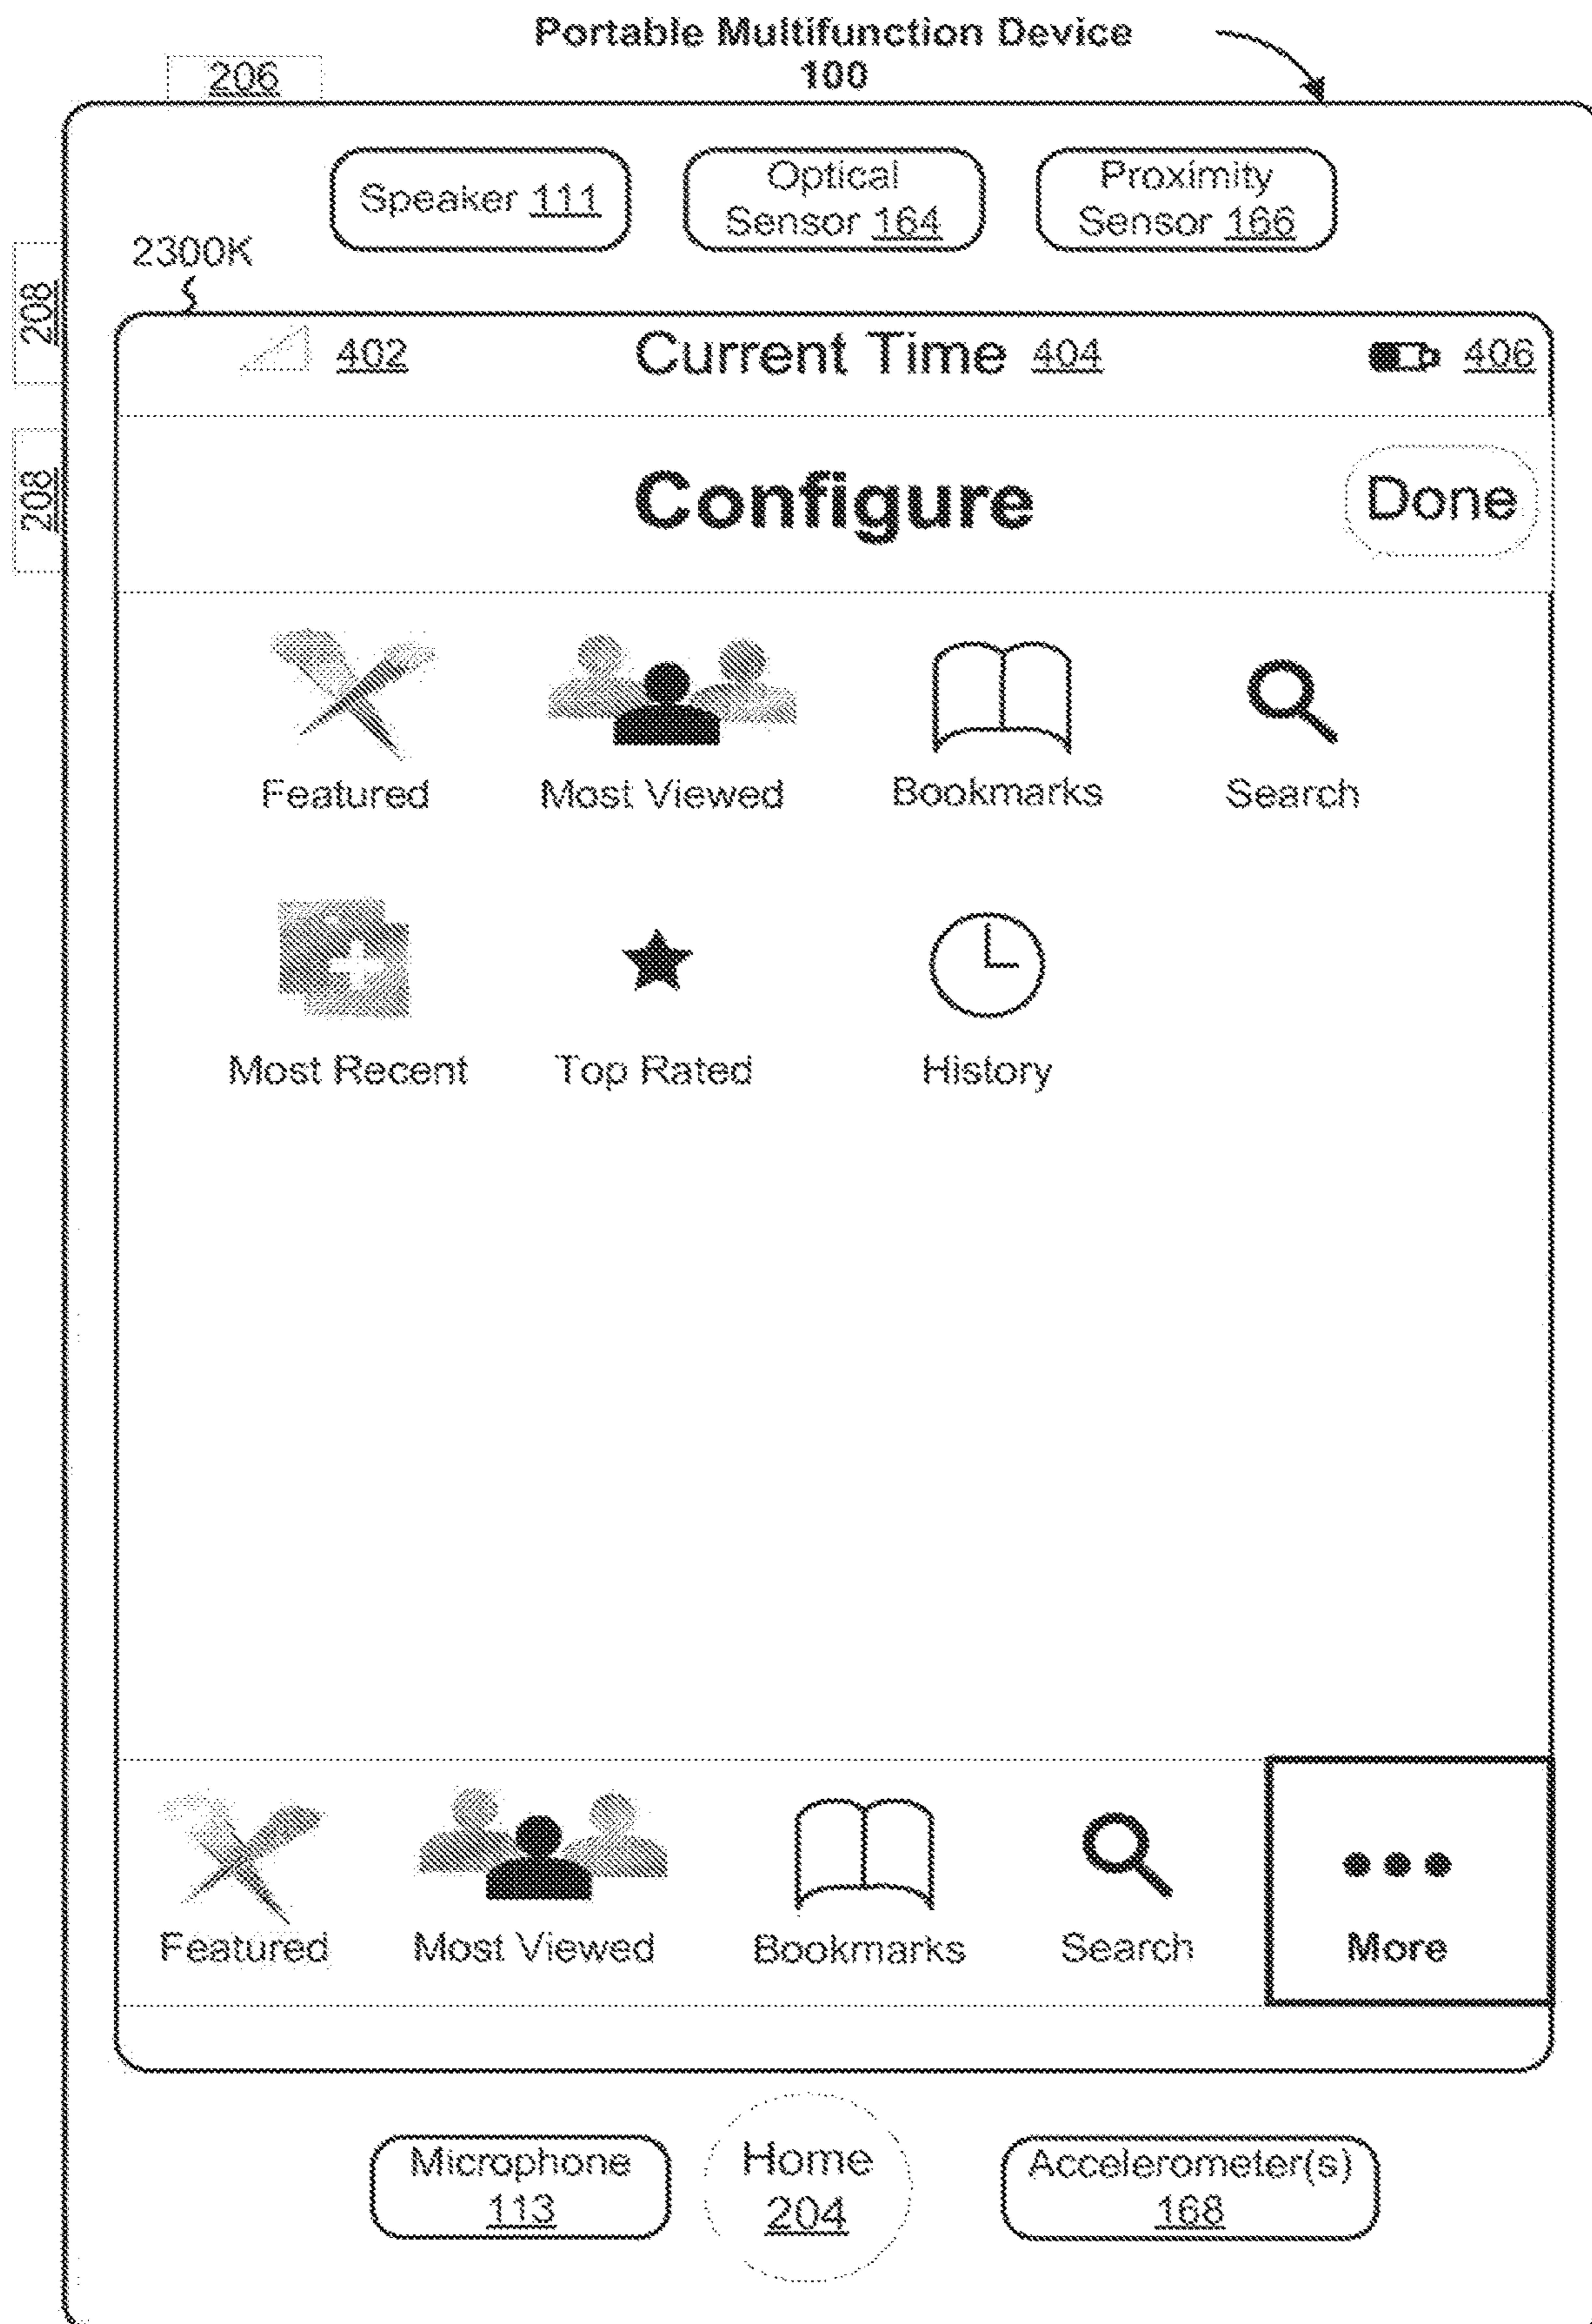 Portable Multifunction Device
100
206
Speaker 111
Optical
Sensor 164
Proximity
Sensor 166
2300K
208
402
Current Time 404
406
208
Configure
Done
Featured
Most Viewed
Bookmarks
Search
Most Recent
Top Rated
History
Featured
Most Viewed
Bookmarks
Search
More
Microphone
113
Home
204
Accelerometer(s)
168